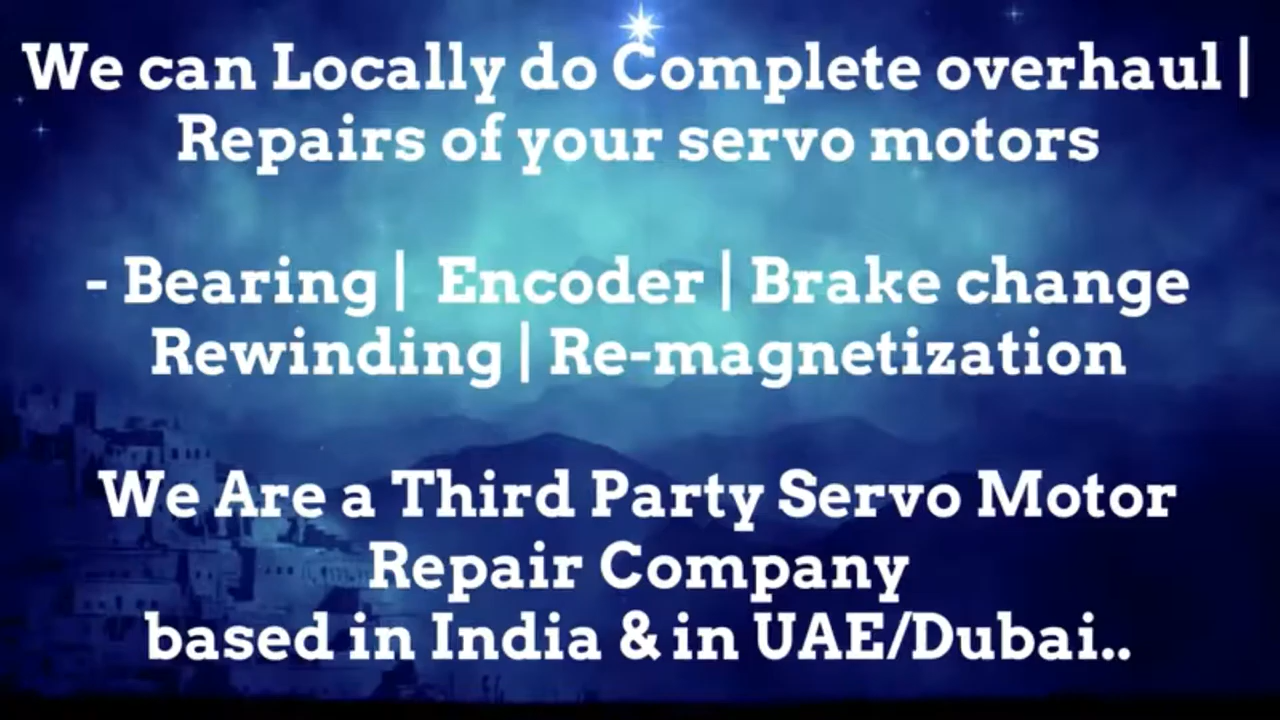 We can Locally do Complete overhaul |
Repairs of your servo motors
- Bearing | Encoder | Brake change
Rewinding | Re-magnetization
We Are a Third Party Servo Motor
Repair Company
based in India & in UAE/Dubai..